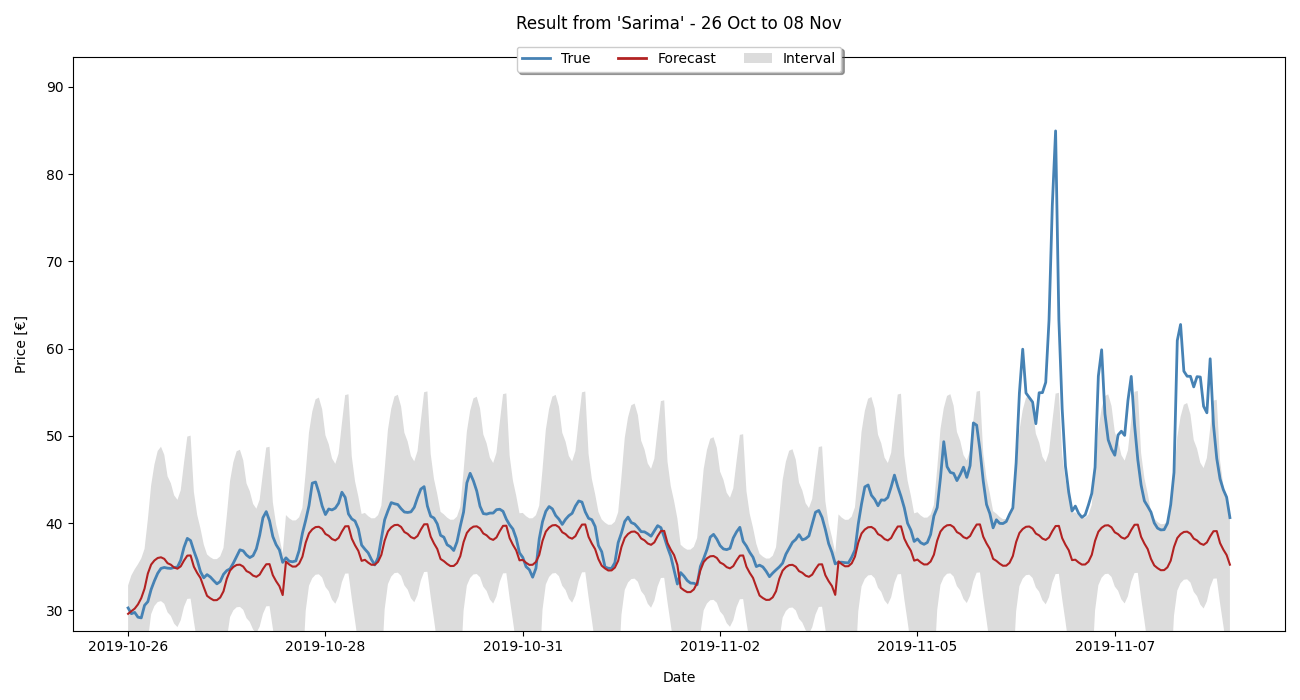 Result from 'Sarima' - 26 Oct to 08 Nov
True Forecast Interval
90
80
70
60
50
40
30
Price [€]
2019-10-26 2019-10-28 2019-10-31 2019-11-02 2019-11-05 2019-11-07
Date